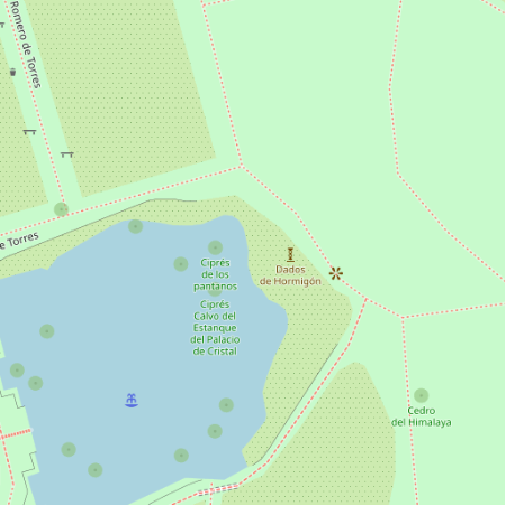 Romero de Torres
e Torres
Ciprés
de los
pantanos
Ciprés
Calvo del
Estanque
del Palacio
de Cristal
Dados
de Hormigón
Cedro
del Himalaya